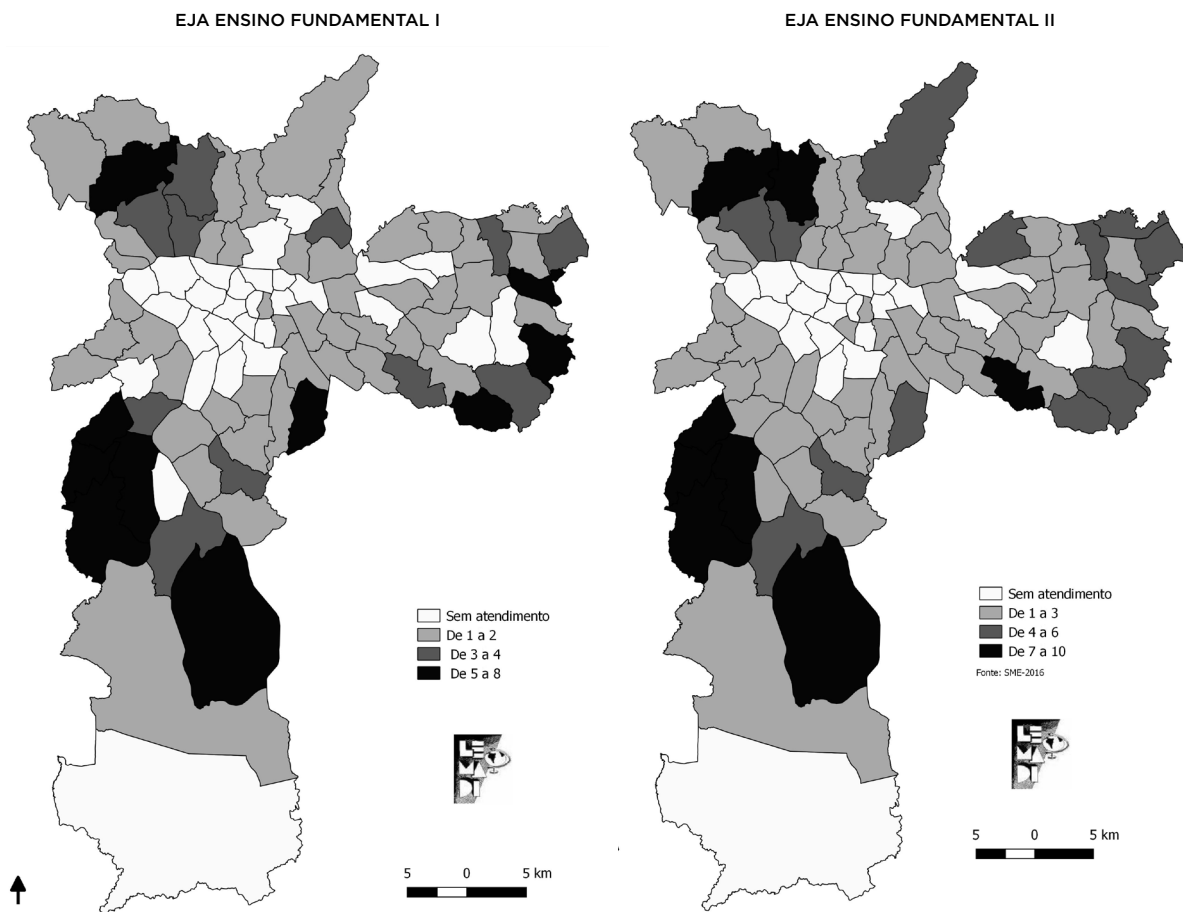 EJA ENSINO FUNDAMENTAL I
Sem atendimento
De 1 a 2
De 3 a 4
De 5 a 8
LEMADI
5 0 5 km
EJA ENSINO FUNDAMENTAL II
Sem atendimento
De 1 a 3
De 4 a 6
De 7 a 10
Fonte: SME-2016
LEMADI
5 0 5 km